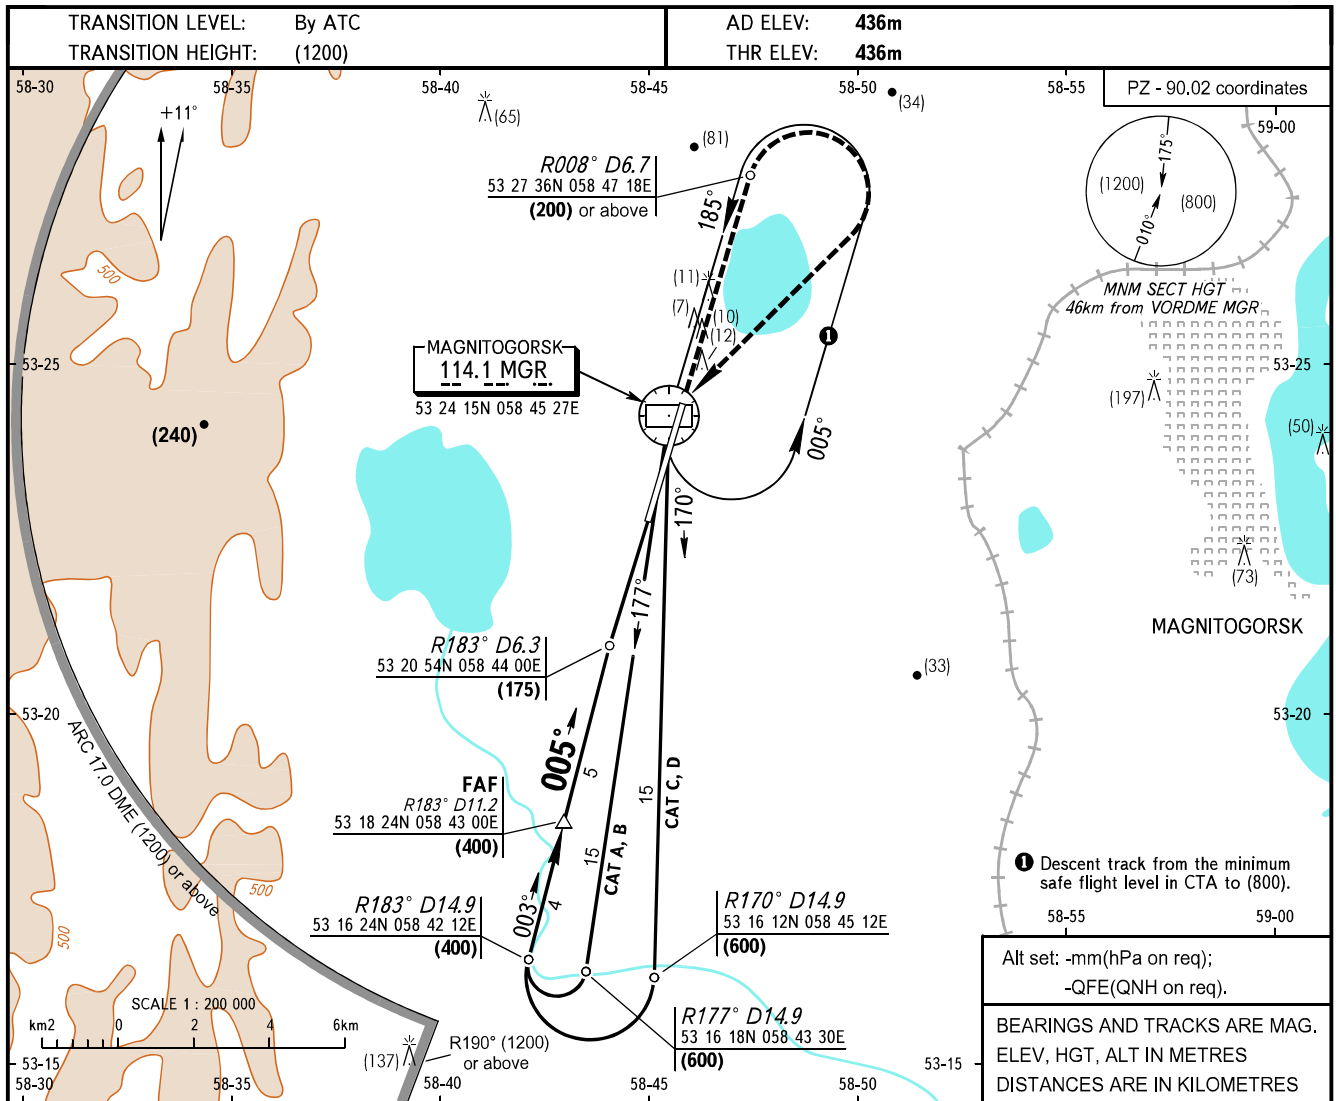 TRANSITION LEVEL: By ATC
TRANSITION HEIGHT: (1200)
AD ELEV: 436m
THR ELEV: 436m
58-30
58-35
58-40
58-45
58-50
58-55
PZ - 90.02 coordinates
59-00
+11°
(65)
(34)
(81)
R008° D6.7
53 27 36N 058 47 18E
(200) or above
185°
175°
(1200)
(800)
010°
MNM SECT HGT
46km from VORDME MGR
500
(11)
(7)
(10)
(12)
1
MAGNITOGORSK
114.1 MGR
53 24 15N 058 45 27E
53-25
53-25
(197)
(50)
(240)
005°
170°
(73)
177°
MAGNITOGORSK
R183° D6.3
53 20 54N 058 44 00E
(175)
(33)
53-20
53-20
ARC 17.0 DME (1200) or above
005°
5
15
CAT C, D
FAF
R183° D11.2
53 18 24N 058 43 00E
(400)
15
CAT A, B
1 Descent track from the minimum
safe flight level in CTA to (800).
500
500
003°
4
R183° D14.9
53 16 24N 058 42 12E
(400)
R170° D14.9
53 16 12N 058 45 12E
(600)
58-55
59-00
Alt set: -mm(hPa on req);
-QFE(QNH on req).
SCALE 1 : 200 000
km2 0 2 4 6km
R177° D14.9
53 16 18N 058 43 30E
(600)
BEARINGS AND TRACKS ARE MAG.
ELEV, HGT, ALT IN METRES
DISTANCES ARE IN KILOMETRES
(137)
R190° (1200)
or above
53-15
53-15
58-30
58-35
58-40
58-45
58-50